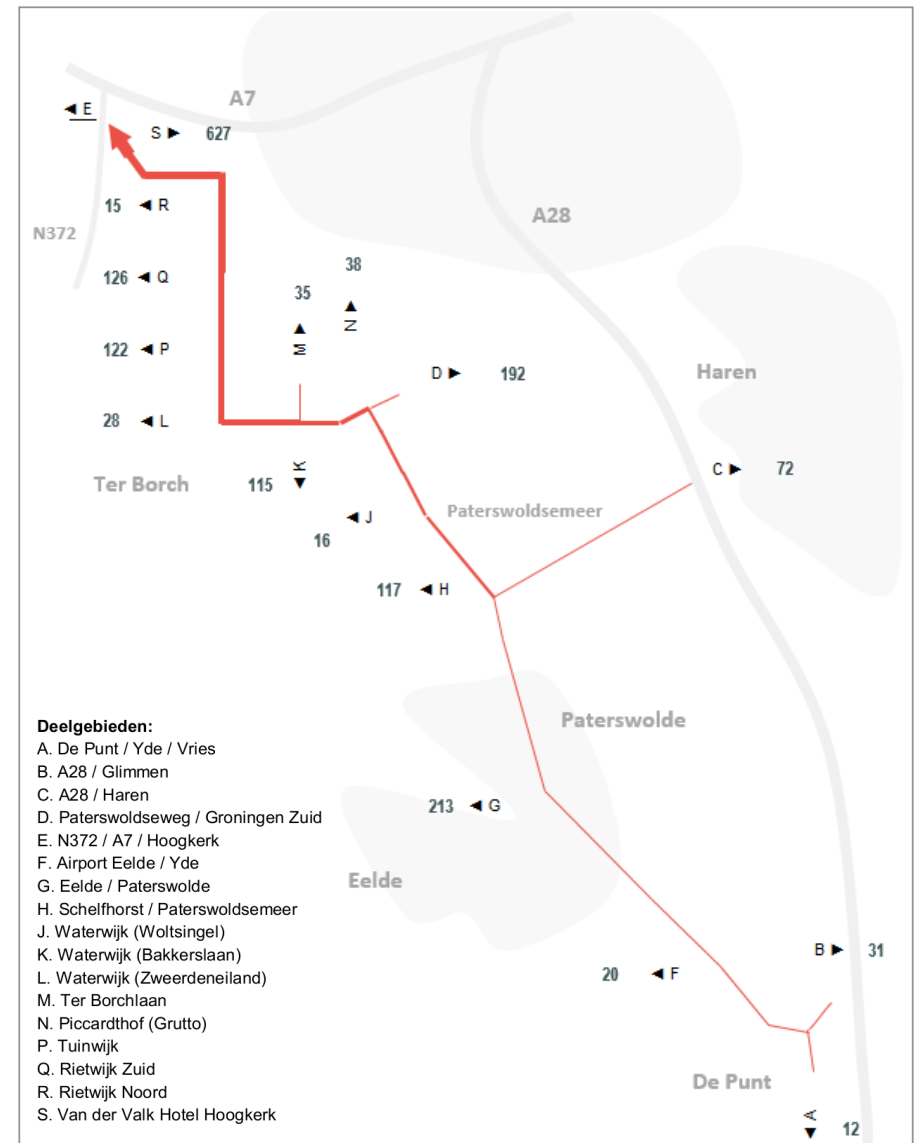 A7
◄ E
S ► 627
15 ◄ R
A28
N372
38
126 ◄ Q
35
N ►
M ►
122 ◄ P
D ► 192
Haren
28 ◄ L
C ► 72
115
K ►
Ter Borch
Paterswoldsemeer
◄ J
16
117 ◄ H
Paterswolde
213 ◄ G
Eelde
B ► 31
20 ◄ F
De Punt
A ►
12
Deelgebieden:
A. De Punt / Yde / Vries
B. A28 / Glimmen
C. A28 / Haren
D. Paterswoldseweg / Groningen Zuid
E. N372 / A7 / Hoogkerk
F. Airport Eelde / Yde
G. Eelde / Paterswolde
H. Schelfhorst / Paterswoldsemeer
J. Waterwijk (Woltsingel)
K. Waterwijk (Bakkerslaan)
L. Waterwijk (Zweerdeneiland)
M. Ter Borchlaan
N. Piccardthof (Grutto)
P. Tuinwijk
Q. Rietwijk Zuid
R. Rietwijk Noord
S. Van der Valk Hotel Hoogkerk